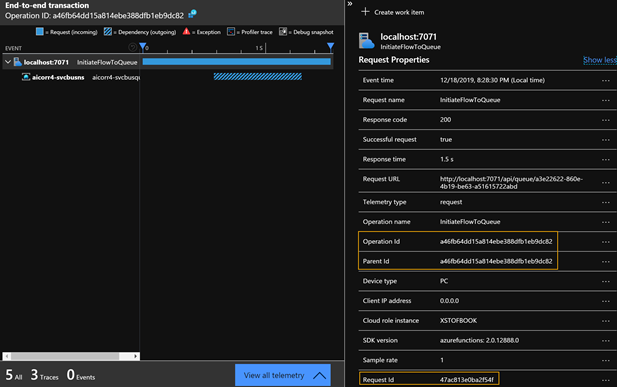 End-to-end transaction
Operation ID: a46fb64dd15a814ebe388dfb1eb9dc82
= Request (incoming) = Dependency (outgoing) = Exception = Profiler trace = Debug snapshot
EVENT 0 1 S
localhost:7071 InitiateFlowToQueue
aicorr4-svcbusns aicorr4-svcbusqu
5 All 3 Traces 0 Events
View all telemetry
»
+ Create work item
localhost:7071
InitiateFlowToQueue
Request Properties Show less
Event time 12/18/2019, 8:28:30 PM (Local time) ...
Request name InitiateFlowToQueue ...
Response code 200 ...
Successful request true ...
Response time 1.5 s ...
Request URL http://localhost:7071/api/queue/a3e22622-860e-
4b19-be63-a51615722abd ...
Telemetry type request ...
Operation name InitiateFlowToQueue ...
Operation Id a46fb64dd15a814ebe388dfb1eb9dc82 ...
Parent Id a46fb64dd15a814ebe388dfb1eb9dc82 ...
Device type PC ...
Client IP address 0.0.0.0 ...
Cloud role instance XSTOFBOOK ...
SDK version azurefunctions: 2.0.12888.0 ...
Sample rate 1 ...
Request Id 47ac813e0ba2f54f ...